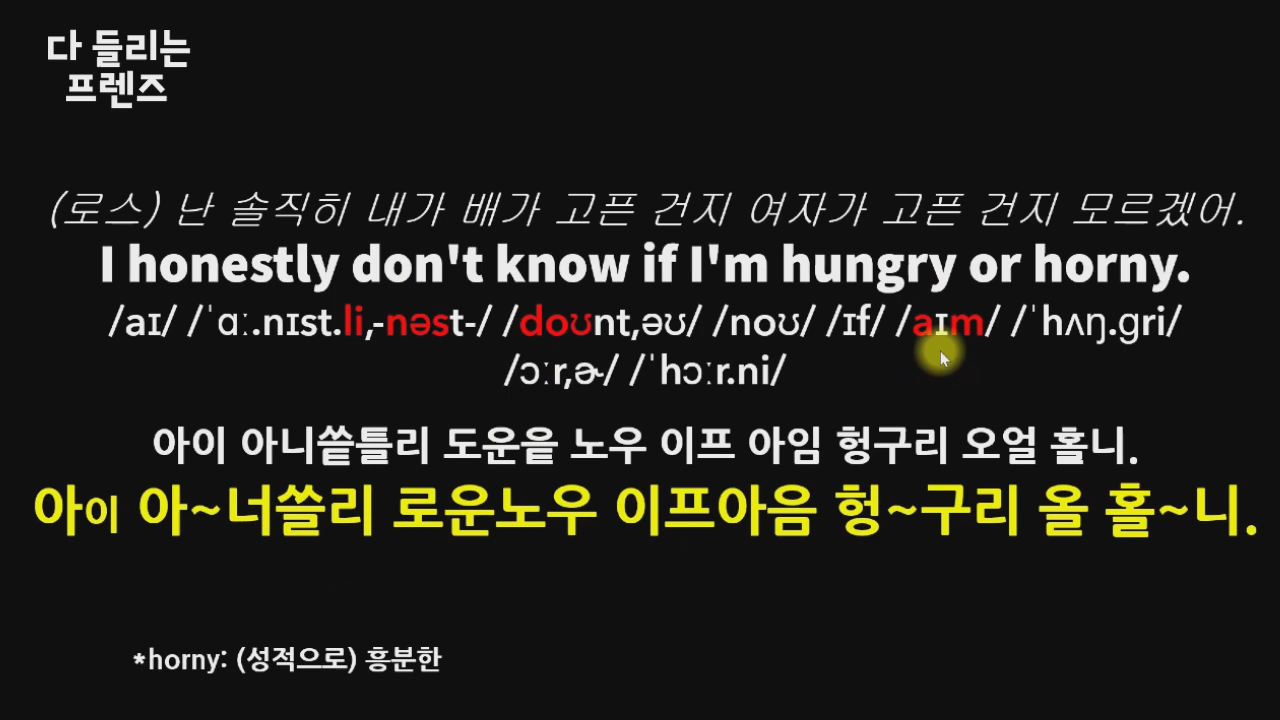 다 들리는
프렌즈
(로스) 난 솔직히 내가 배가 고픈 건지 여자가 고픈 건지 모르겠어.
I honestly don't know if I'm hungry or horny.
/aɪ/ /ˈɑː.nɪst.li,-nəst-/ /doʊnt,əʊ/ /noʊ/ /ɪf/ /aɪm/ /ˈhʌŋ.gri/
/ɔːr,ɚ/ /ˈhɔːr.ni/
아이 아니쏱틀리 도운읕 노우 이프 아임 헝구리 오얼 홀니.
아이 아~너쓸리 로운노우 이프아음 헝~구리 올 홀~니.
*horny: (성적으로) 흥분한